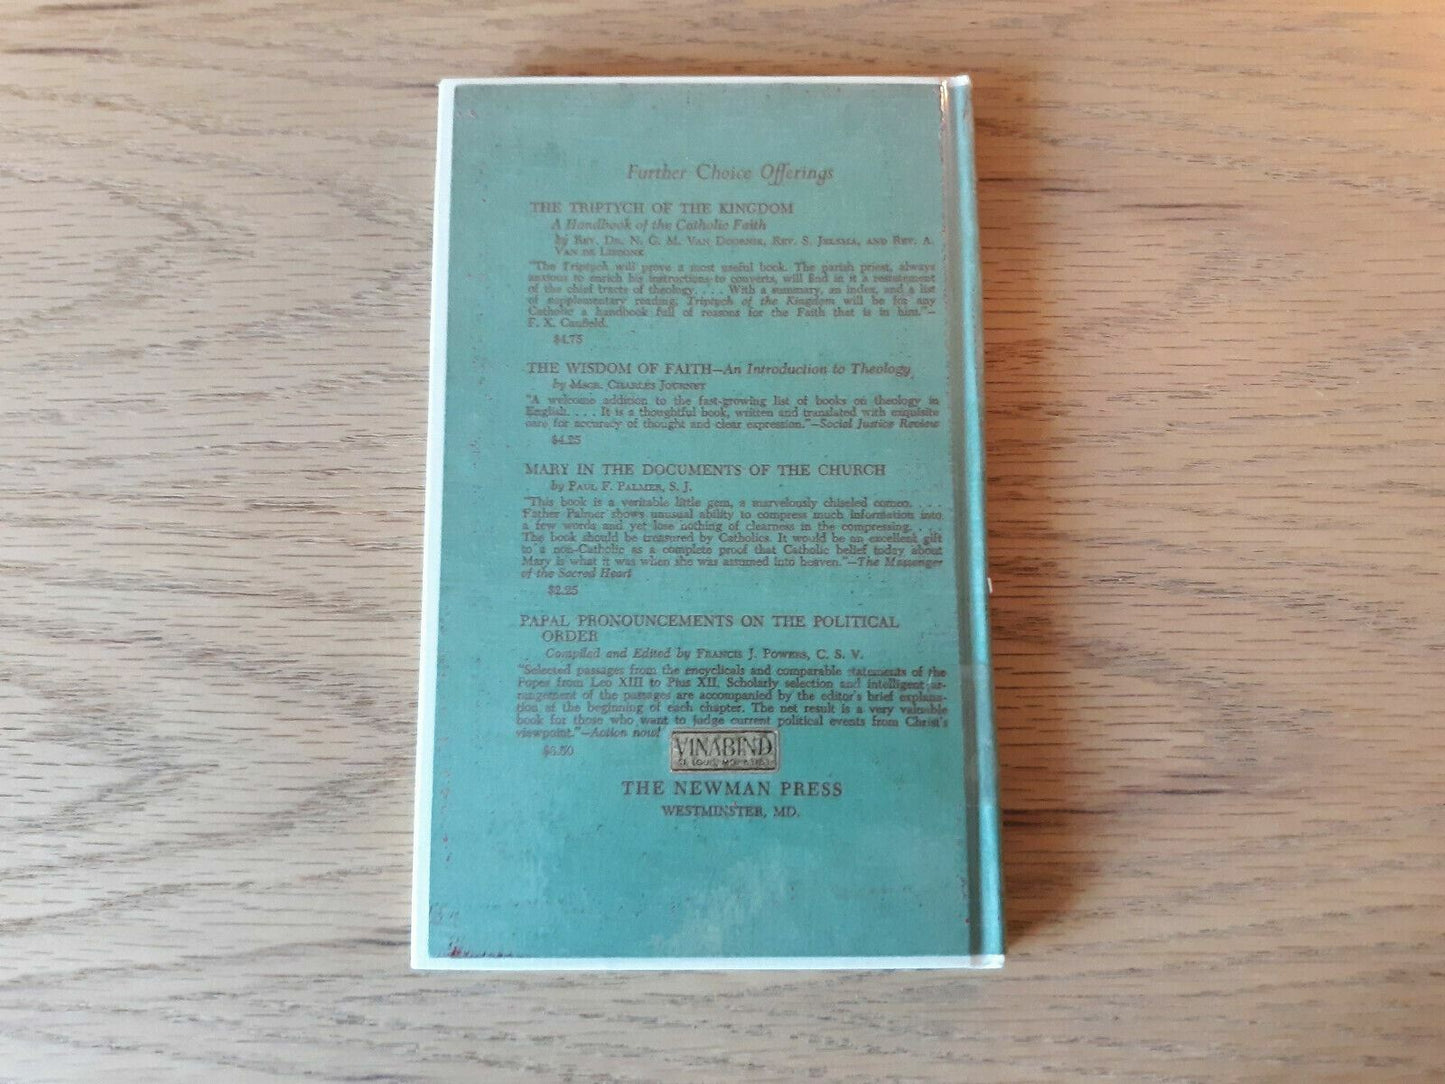 Further Choice Offerings
THE TRIPTYCH OF THE KINGDOM
A Handbook of the Catholic Faith
by Rev. Dr. N. G. M. Van Doornik, Rev. S. Jelsma, and Rev. A.
Van de Lisdonk
"The Triptych will prove a most useful book. The parish priest, always
anxious to enrich his instructions to converts, will find in it a restatement
of the chief tracts of theology. . . . With a summary, an index, and a list
of supplementary reading, Triptych of the Kingdom will be for any
Catholic a handbook full of reasons for the Faith that is in him."—
F. X. Caufield.
$4.75
THE WISDOM OF FAITH—An Introduction to Theology
by Msgr. Charles Journet
"A welcome addition to the fast-growing list of books on theology in
English. . . . It is a thoughtful book, written and translated with exquisite
care for accuracy of thought and clear expression."—Social Justice Review
$4.25
MARY IN THE DOCUMENTS OF THE CHURCH
by Paul F. Palmer, S. J.
"This book is a veritable little gem, a marvelously chiseled cameo. . . .
Father Palmer shows unusual ability to compress much information into
a few words and yet lose nothing of clearness in the compressing. . . .
The book should be treasured by Catholics. It would be an excellent gift
to a non-Catholic as a complete proof that Catholic belief today about
Mary is what it was when she was assumed into heaven."—The Messenger
of the Sacred Heart
$2.25
PAPAL PRONOUNCEMENTS ON THE POLITICAL
ORDER
Compiled and Edited by Francis J. Powers, C. S. V.
"Selected passages from the encyclicals and comparable statements of the
Popes from Leo XIII to Pius XII. Scholarly selection and intelligent ar-
rangement of the passages are accompanied by the editor's brief explana-
tion at the beginning of each chapter. The net result is a very valuable
book for those who want to judge current political events from Christ's
viewpoint."—Action now!
VINABIND
ST. LOUIS, MO.
THE NEWMAN PRESS
WESTMINSTER, MD.